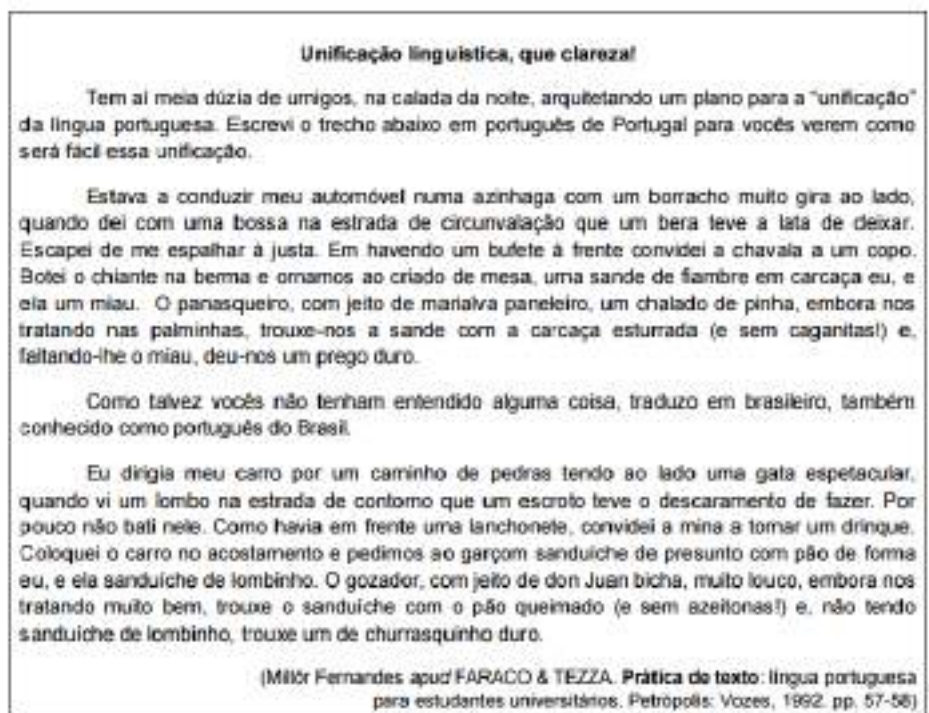 Unificação linguistica, que clareza!
Tem aí meia dúzia de umigos, na calada da noite, arquitetando um plano para a "unificação"
da língua portuguesa. Escrevi o trecho abaixo em português de Portugal para vocês verem como
será fácil essa unificação.
Estava a conduzir meu automóvel numa azinhaga com um borracho muito gira ao lado,
quando dei com uma bossa na estrada de circunvalação que um bera teve a lata de deixar.
Escapei de me espalhar à justa. Em havendo um bufete à frente convidei a chavala a um copo.
Botei o chiante na berma e ornamos ao criado de mesa, uma sande de fiambre em carcaça eu, e
ela um miau. O panasqueiro, com jeito de marialva paneleiro, um chalado de pinha, embora nos
tratando nas palminhas, trouxe-nos a sande com a carcaça esturrada (e sem caganitas!) e,
faltando-lhe o miau, deu-nos um prego duro.
Como talvez vocês não tenham entendido alguma coisa, traduzo em brasileiro, também
conhecido como português do Brasil.
Eu dirigia meu carro por um caminho de pedras tendo ao lado uma gata espetacular,
quando vi um lombo na estrada de contorno que um escroto teve o descaramento de fazer. Por
pouco não bati nele. Como havia em frente uma lanchonete, convidei a mina a tomar um drinque.
Coloquei o carro no acostamento e pedimos ao garçom sanduíche de presunto com pão de forma
eu, e ela sanduíche de lombinho. O gozador, com jeito de don Juan bicha, muito louco, embora nos
tratando muito bem, trouxe o sanduíche com o pão queimado (e sem azeitonas!) e, não tendo
sanduíche de lombinho, trouxe um de churrasquinho duro.
(Millôr Fernandes apud FARACO & TEZZA. Prática de texto: língua portuguesa
para estudantes universitários. Petrópolis: Vozes, 1992. pp. 57-58)